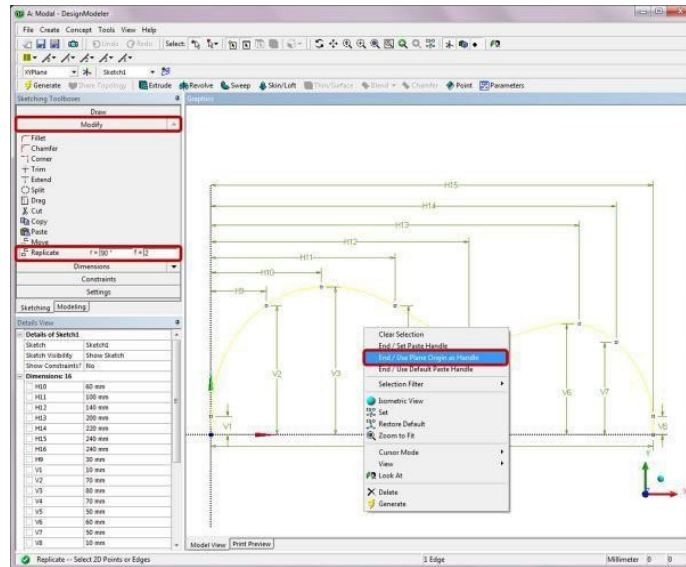 A: Modal - DesignModeler
File Create Concept Tools View Help
Undo Redo Select:
XYPlane Sketch1
Generate Share Topology Extrude Revolve Sweep Skin/Loft Thin/Surface Blend Chamfer Point Parameters
Sketching Toolboxes
Graphics
Draw
Modify
Fillet
Chamfer
Corner
Trim
Extend
Split
Drag
Cut
Copy
Paste
Move
Replicate r = 90 ° f = 2
Dimensions
Constraints
Settings
Sketching Modeling
Details View
Details of Sketch1
Sketch Sketch1
Sketch Visibility Show Sketch
Show Constraints? No
Dimensions: 16
H10 60 mm
H11 100 mm
H12 140 mm
H13 200 mm
H14 220 mm
H15 240 mm
H16 240 mm
H9 30 mm
V1 10 mm
V2 70 mm
V3 80 mm
V4 70 mm
V5 50 mm
V6 60 mm
V7 50 mm
V8 10 mm
H15
H14
H13
H12
H11
H10
H9
V1
V2
V3
V6
V7
V8
Clear Selection
End / Set Paste Handle
End / Use Plane Origin as Handle
End / Use Default Paste Handle
Selection Filter
Isometric View
Set
Restore Default
Zoom to Fit
Cursor Mode
View
Look At
Delete
Generate
Y
X
Model View Print Preview
Replicate -- Select 2D Points or Edges 1 Edge Millimeter 0 0